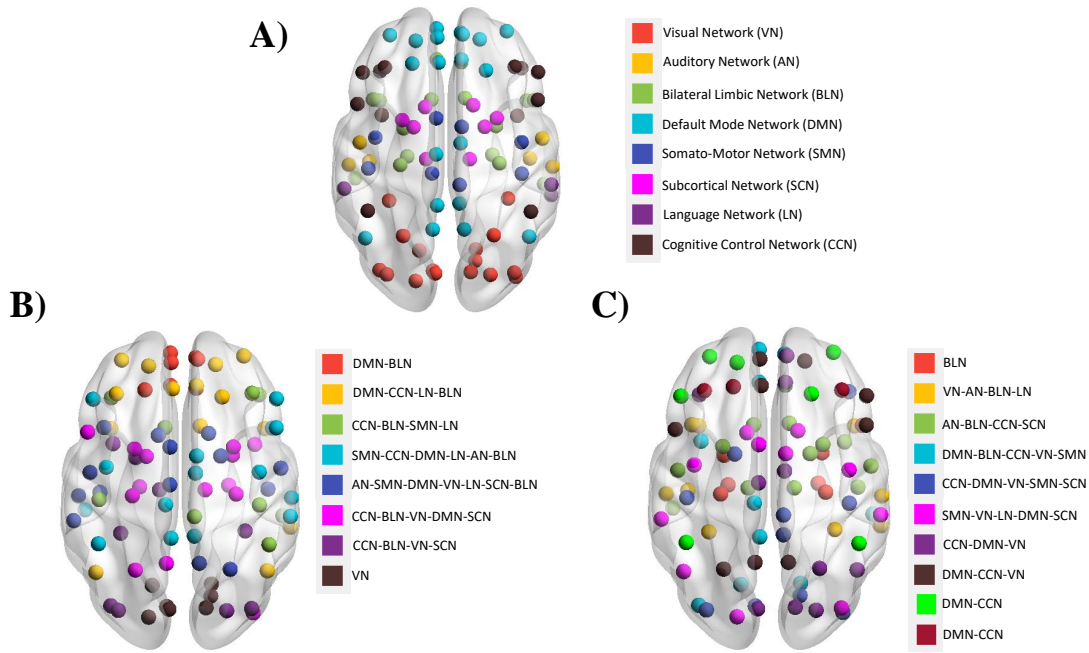 A)
Visual Network (VN)
Auditory Network (AN)
Bilateral Limbic Network (BLN)
Default Mode Network (DMN)
Somato-Motor Network (SMN)
Subcortical Network (SCN)
Language Network (LN)
Cognitive Control Network (CCN)
B)
DMN-BLN
DMN-CCN-LN-BLN
CCN-BLN-SMN-LN
SMN-CCN-DMN-LN-AN-BLN
AN-SMN-DMN-VN-LN-SCN-BLN
CCN-BLN-VN-DMN-SCN
CCN-BLN-VN-SCN
VN
C)
BLN
VN-AN-BLN-LN
AN-BLN-CCN-SCN
DMN-BLN-CCN-VN-SMN
CCN-DMN-VN-SMN-SCN
SMN-VN-LN-DMN-SCN
CCN-DMN-VN
DMN-CCN-VN
DMN-CCN
DMN-CCN